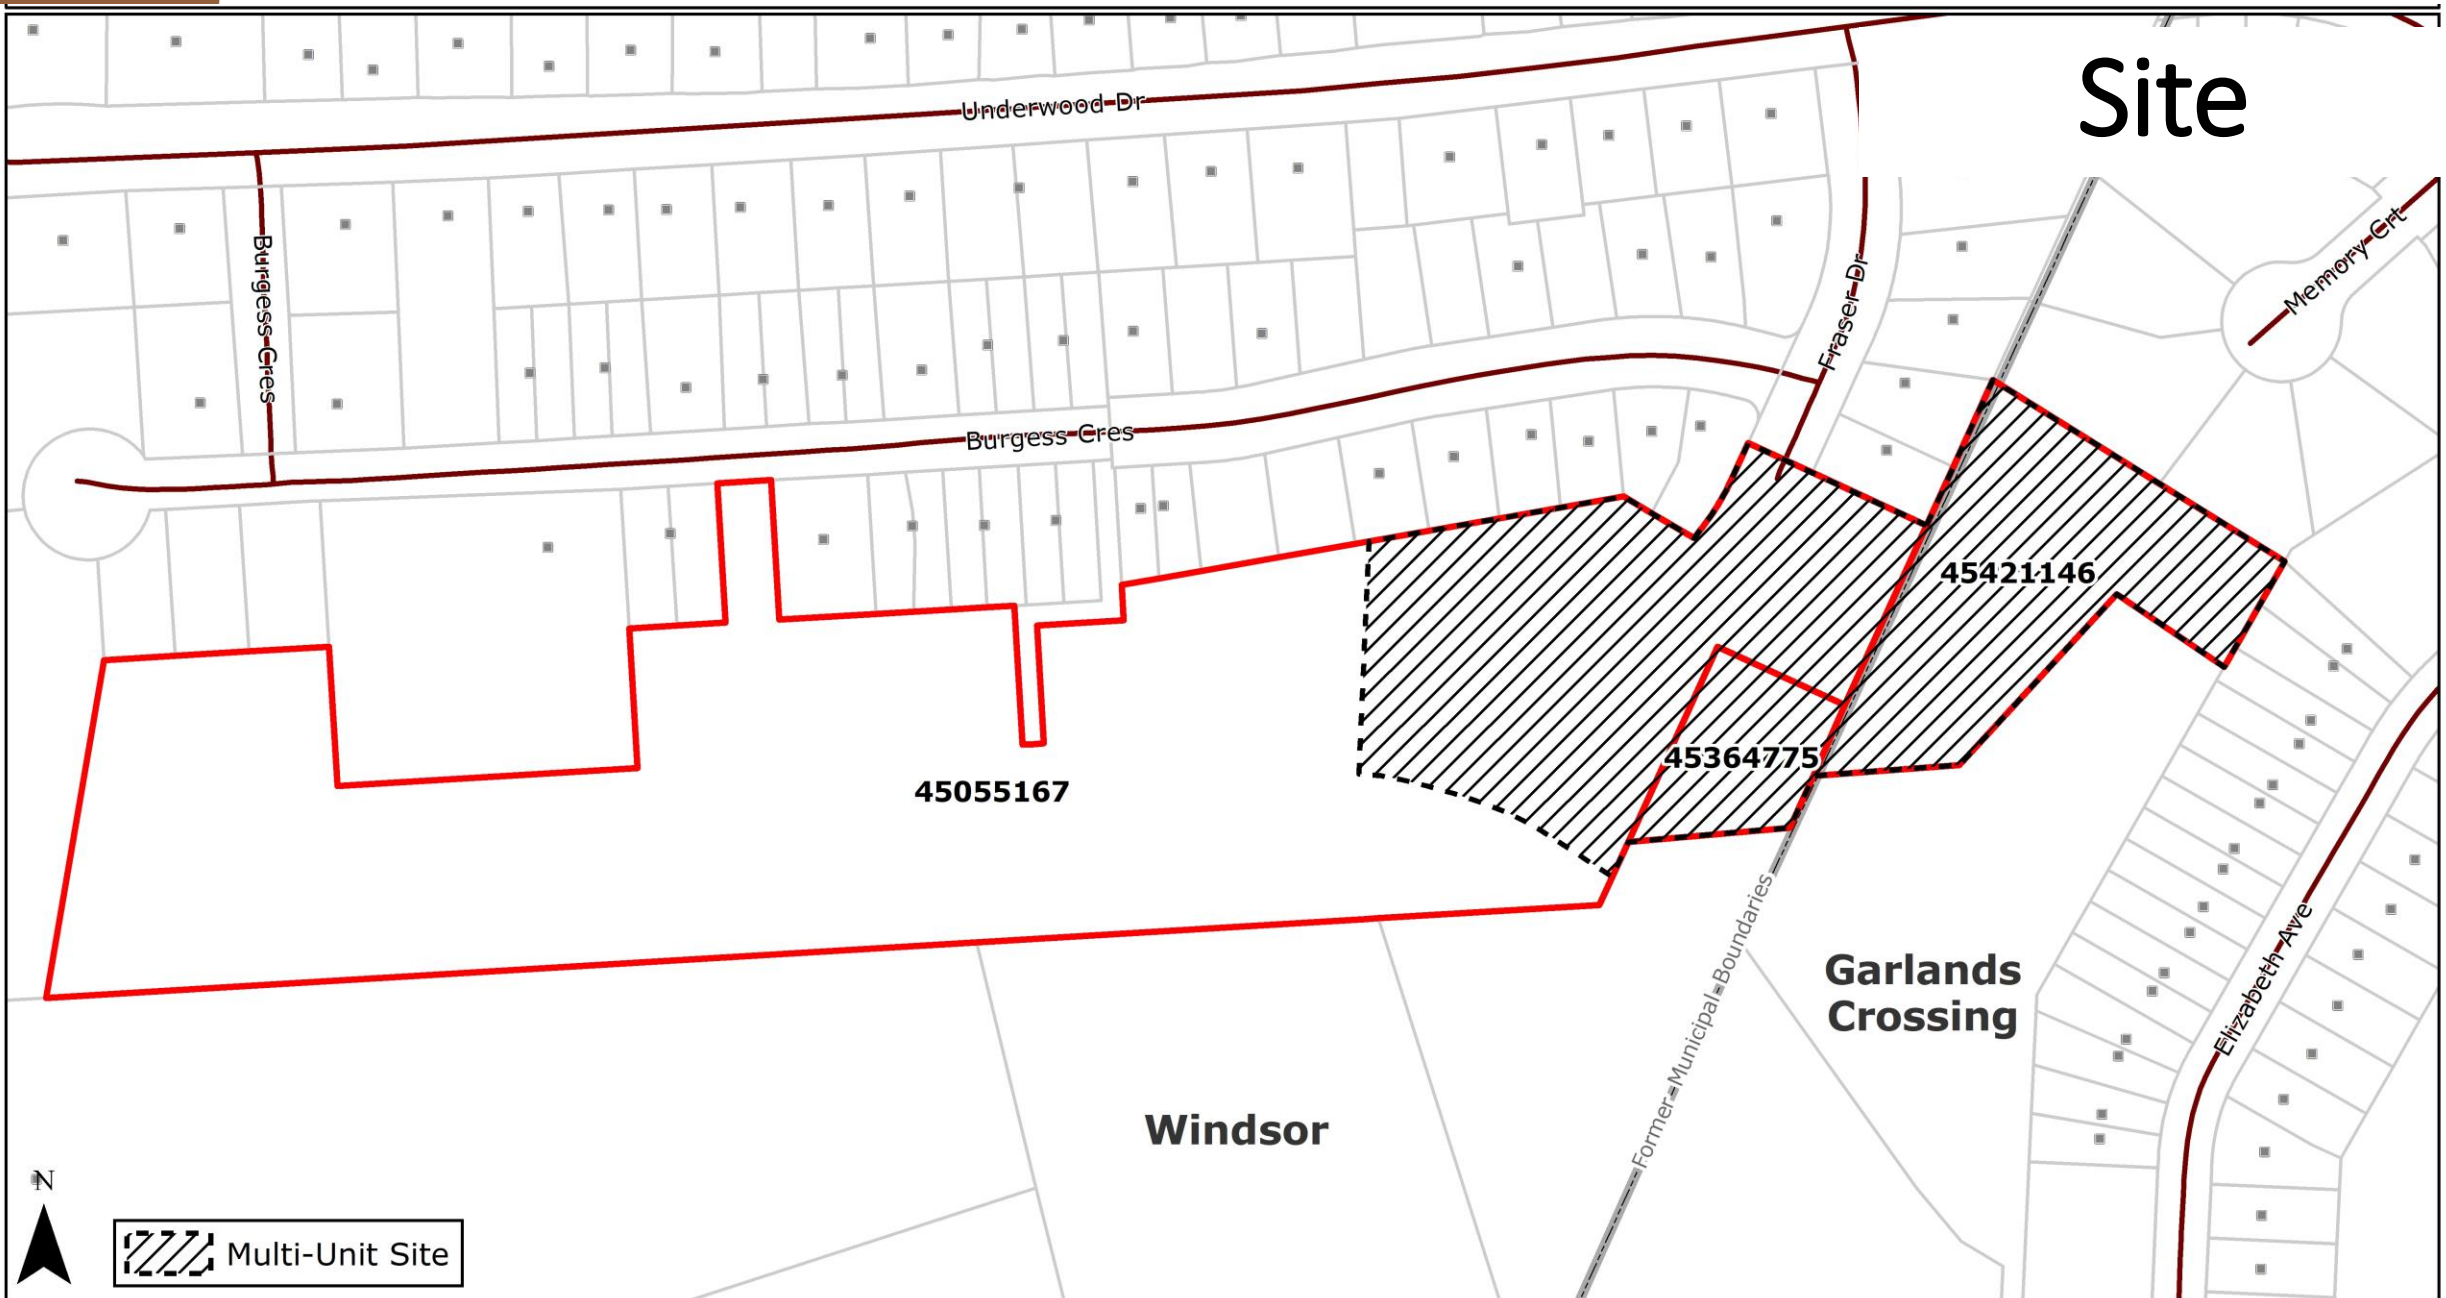 Site
Underwood Dr
Burgess Cres
Fraser Dr
Memory Crt
Burgess Cres
45421146
45364775
45055167
Former Municipal Boundaries
Garlands
Crossing
Elizabeth Ave
Windsor
N
Multi-Unit Site